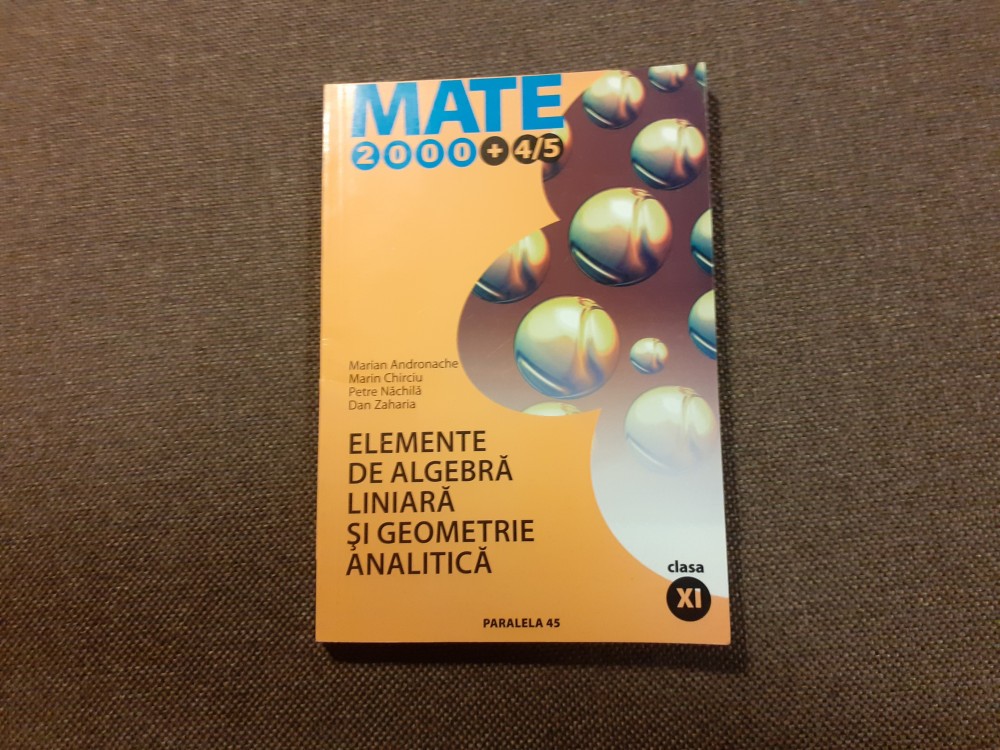 MATE
2000+4/5
Marian Andronache
Marin Chirciu
Petre Năchilă
Dan Zaharia
ELEMENTE
DE ALGEBRĂ
LINIARĂ
ŞI GEOMETRIE
ANALITICĂ
clasa
XI
PARALELA 45